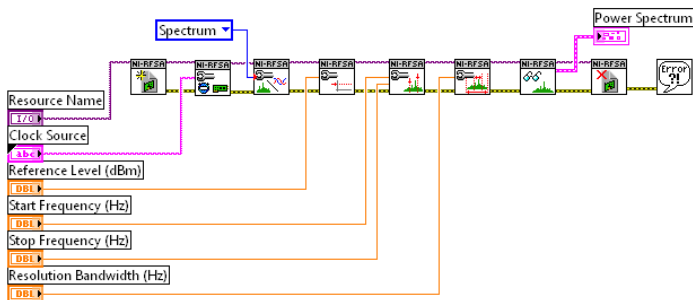 Power Spectrum
Spectrum
NI-RFSA NI-RFSA NI-RFSA NI-RFSA NI-RFSA NI-RFSA NI-RFSA NI-RFSA
Error
?!
Resource Name
I/O
Clock Source
abc
Reference Level (dBm)
DBL
Start Frequency (Hz)
DBL
Stop Frequency (Hz)
DBL
Resolution Bandwidth (Hz)
DBL